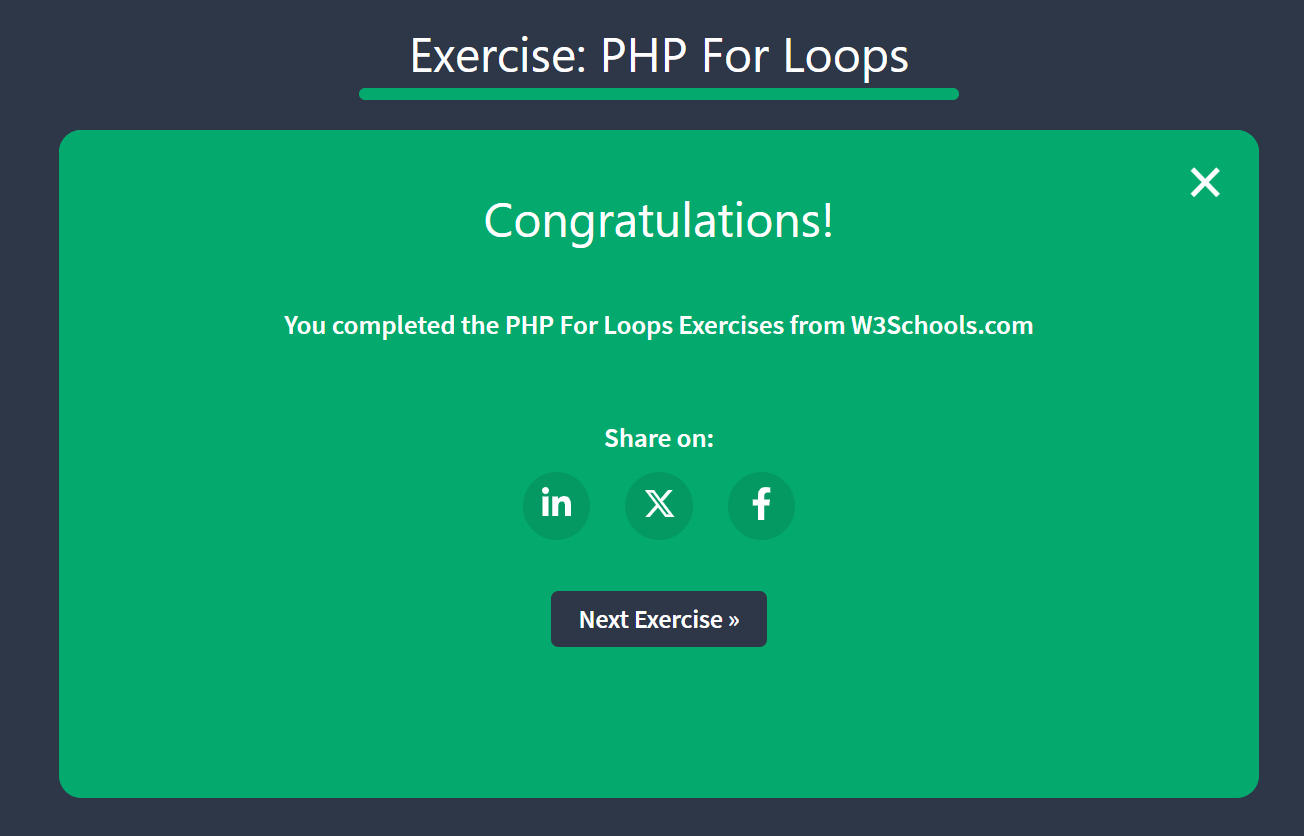 Exercise: PHP For Loops
Congratulations!
You completed the PHP For Loops Exercises from W3Schools.com
Share on:
Next Exercise »